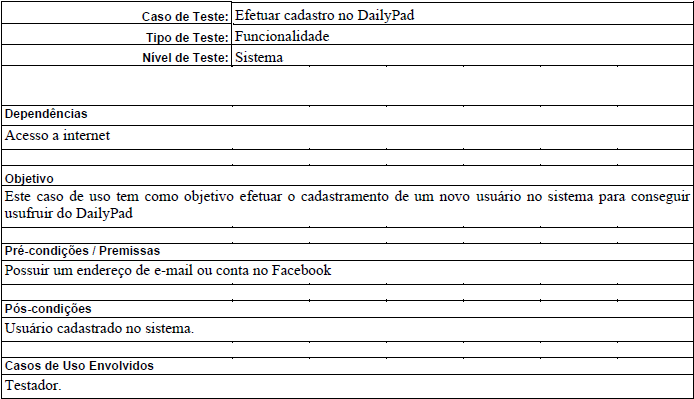 Caso de Teste: Efetuar cadastro no DailyPad
Tipo de Teste: Funcionalidade
Nível de Teste: Sistema
Dependências
Acesso a internet
Objetivo
Este caso de uso tem como objetivo efetuar o cadastramento de um novo usuário no sistema para conseguir
usufruir do DailyPad
Pré-condições / Premissas
Possuir um endereço de e-mail ou conta no Facebook
Pós-condições
Usuário cadastrado no sistema.
Casos de Uso Envolvidos
Testador.